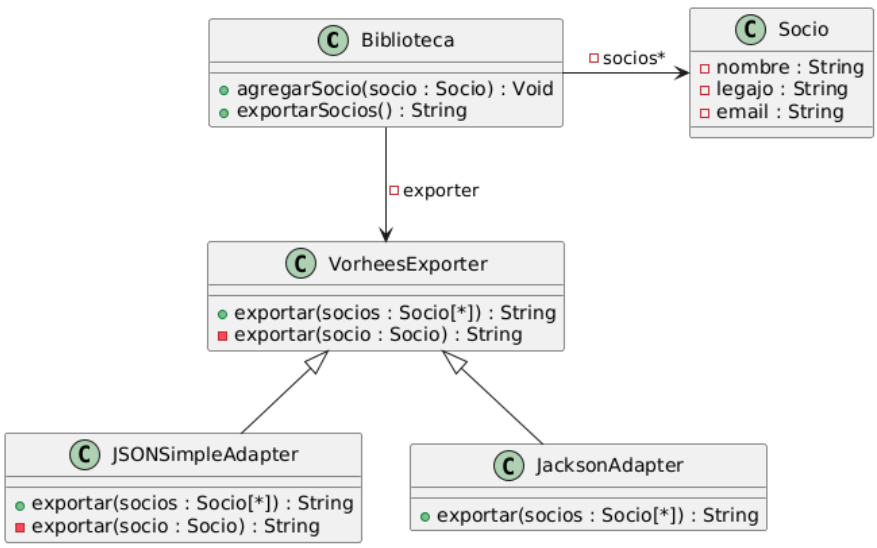 C Biblioteca
agregarSocio(socio : Socio) : Void
exportarSocios() : String
socios*
C Socio
nombre : String
legajo : String
email : String
exporter
C VorheesExporter
exportar(socios : Socio[*]) : String
exportar(socio : Socio) : String
C JSONSimpleAdapter
exportar(socios : Socio[*]) : String
exportar(socio : Socio) : String
C JacksonAdapter
exportar(socios : Socio[*]) : String